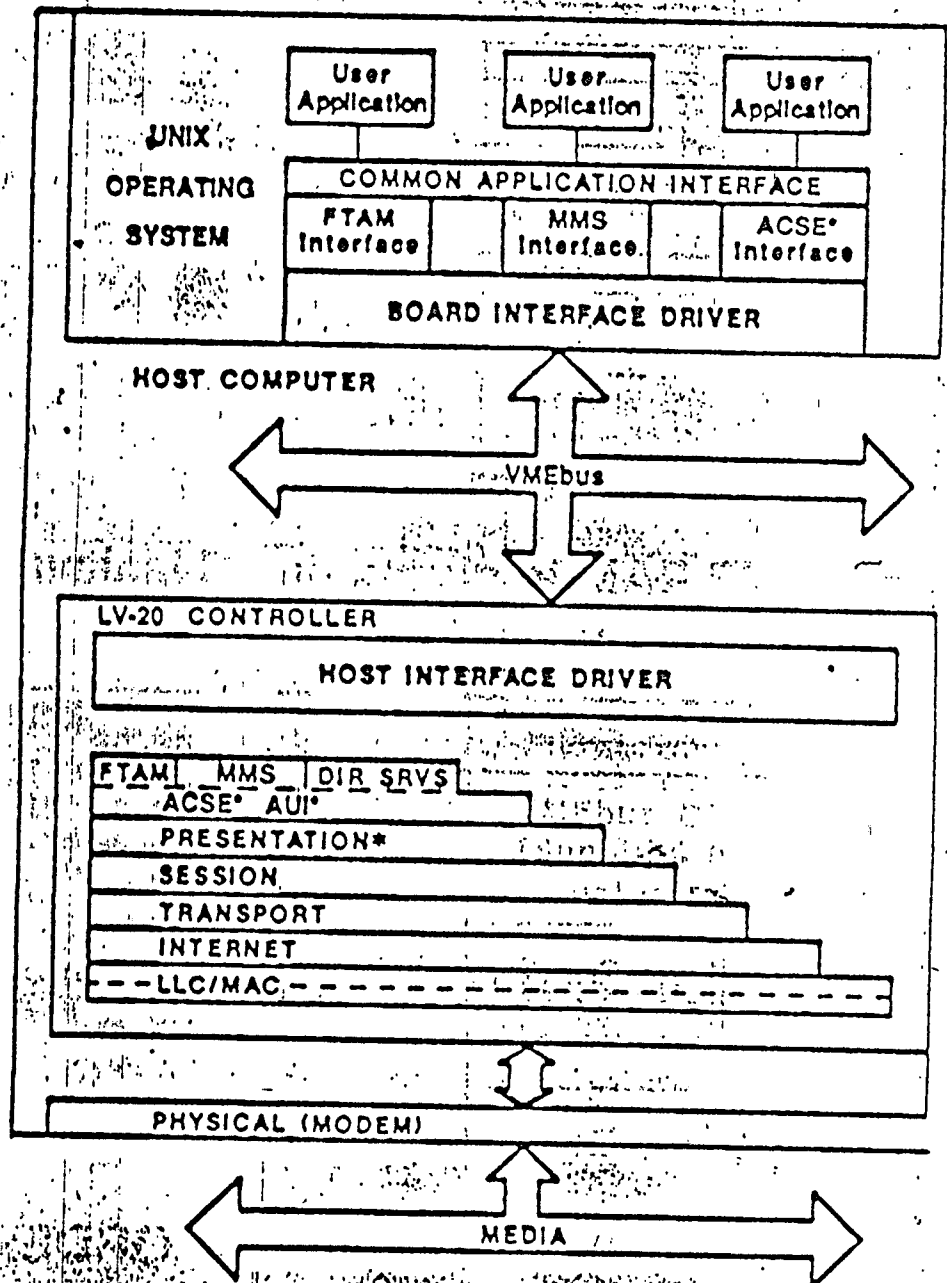 User
Application
User
Application
User
Application
UNIX
OPERATING
SYSTEM
COMMON APPLICATION INTERFACE
FTAM
Interface
MMS
Interface
ACSE*
Interface
BOARD INTERFACE DRIVER
HOST COMPUTER
VMEbus
LV-20 CONTROLLER
HOST INTERFACE DRIVER
FTAM MMS DIR SRVS
ACSE* AUI*
PRESENTATION*
SESSION
TRANSPORT
INTERNET
LLC/MAC
PHYSICAL (MODEM)
MEDIA